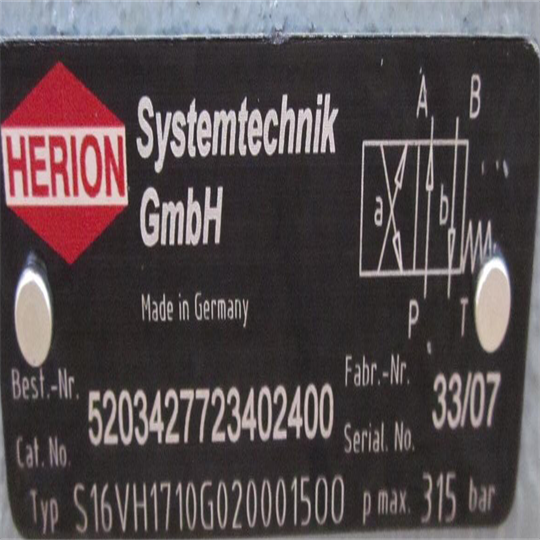 HERION
Systemtechnik
GmbH
Made in Germany
A B
a b
P T
Best.-Nr.
Cat. No.
5203427723402400
Fabr.-Nr.
Serial. No.
33/07
Typ S16VH1710G020001500 p max. 315 bar